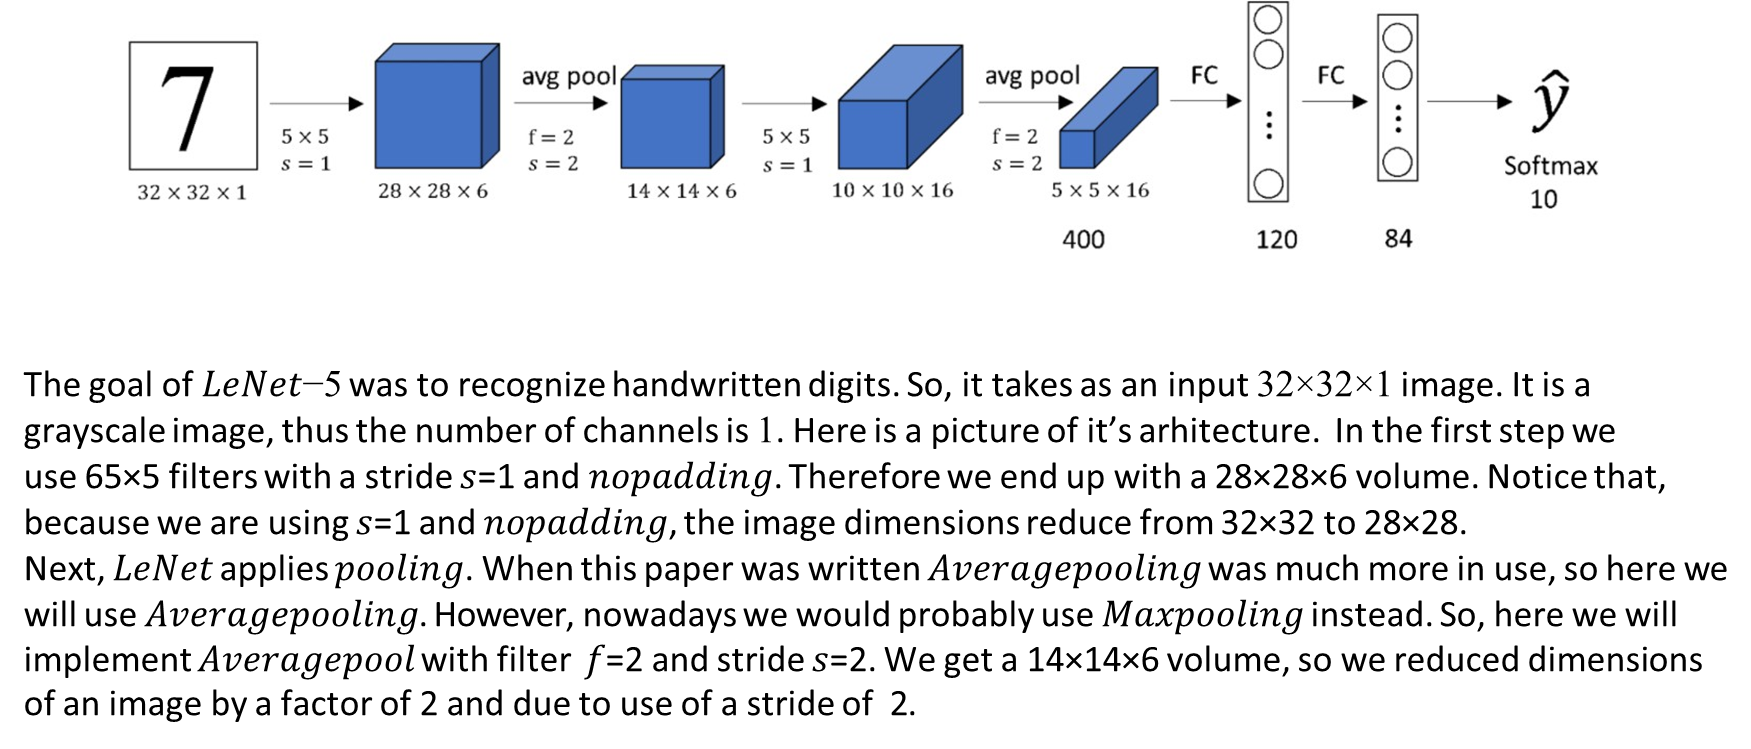 7
avg pool
avg pool
FC
FC
ŷ
5 × 5
s = 1
f = 2
s = 2
5 × 5
s = 1
f = 2
s = 2
Softmax
10
32 × 32 × 1
28 × 28 × 6
14 × 14 × 6
10 × 10 × 16
5 × 5 × 16
400
120
84
The goal of LeNet−5 was to recognize handwritten digits. So, it takes as an input 32×32×1 image. It is a
grayscale image, thus the number of channels is 1. Here is a picture of it's arhitecture. In the first step we
use 65×5 filters with a stride s=1 and nopadding. Therefore we end up with a 28×28×6 volume. Notice that,
because we are using s=1 and nopadding, the image dimensions reduce from 32×32 to 28×28.
Next, LeNet applies pooling. When this paper was written Averagepooling was much more in use, so here we
will use Averagepooling. However, nowadays we would probably use Maxpooling instead. So, here we will
implement Averagepool with filter f=2 and stride s=2. We get a 14×14×6 volume, so we reduced dimensions
of an image by a factor of 2 and due to use of a stride of 2.